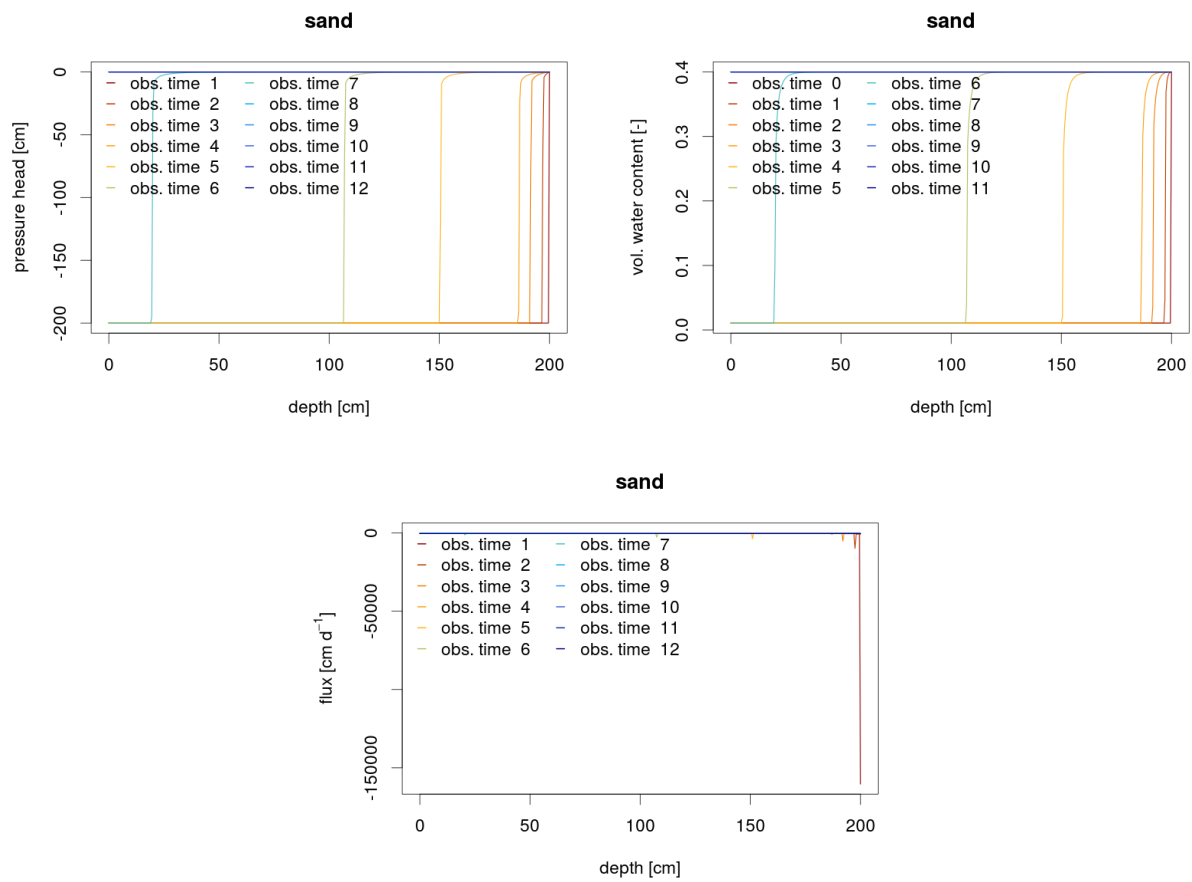 sand
pressure head [cm]
0
-50
-100
-150
-200
obs. time 1
obs. time 2
obs. time 3
obs. time 4
obs. time 5
obs. time 6
obs. time 7
obs. time 8
obs. time 9
obs. time 10
obs. time 11
obs. time 12
0 50 100 150 200
depth [cm]
sand
vol. water content [-]
0.4
0.3
0.2
0.1
0.0
obs. time 0
obs. time 1
obs. time 2
obs. time 3
obs. time 4
obs. time 5
obs. time 6
obs. time 7
obs. time 8
obs. time 9
obs. time 10
obs. time 11
0 50 100 150 200
depth [cm]
sand
flux [cm d⁻¹]
0
-50000
-150000
obs. time 1
obs. time 2
obs. time 3
obs. time 4
obs. time 5
obs. time 6
obs. time 7
obs. time 8
obs. time 9
obs. time 10
obs. time 11
obs. time 12
0 50 100 150 200
depth [cm]